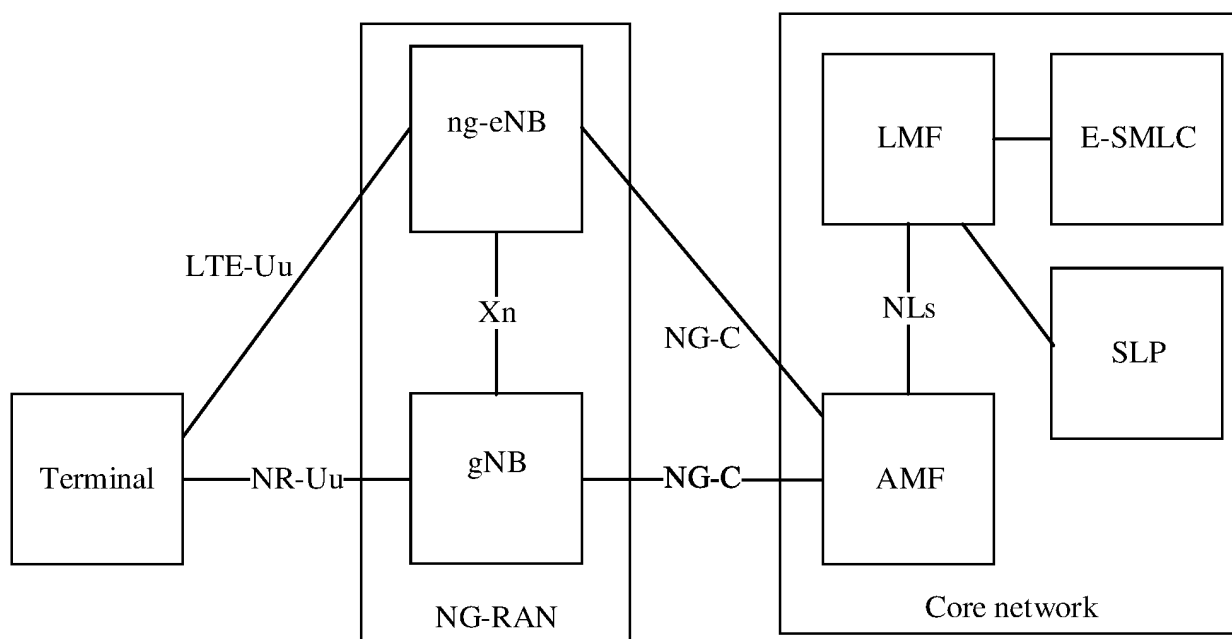 ng-eNB
LMF
E-SMLC
LTE-Uu
Xn
NLs
NG-C
SLP
Terminal
NR-Uu
gNB
NG-C
AMF
NG-RAN
Core network